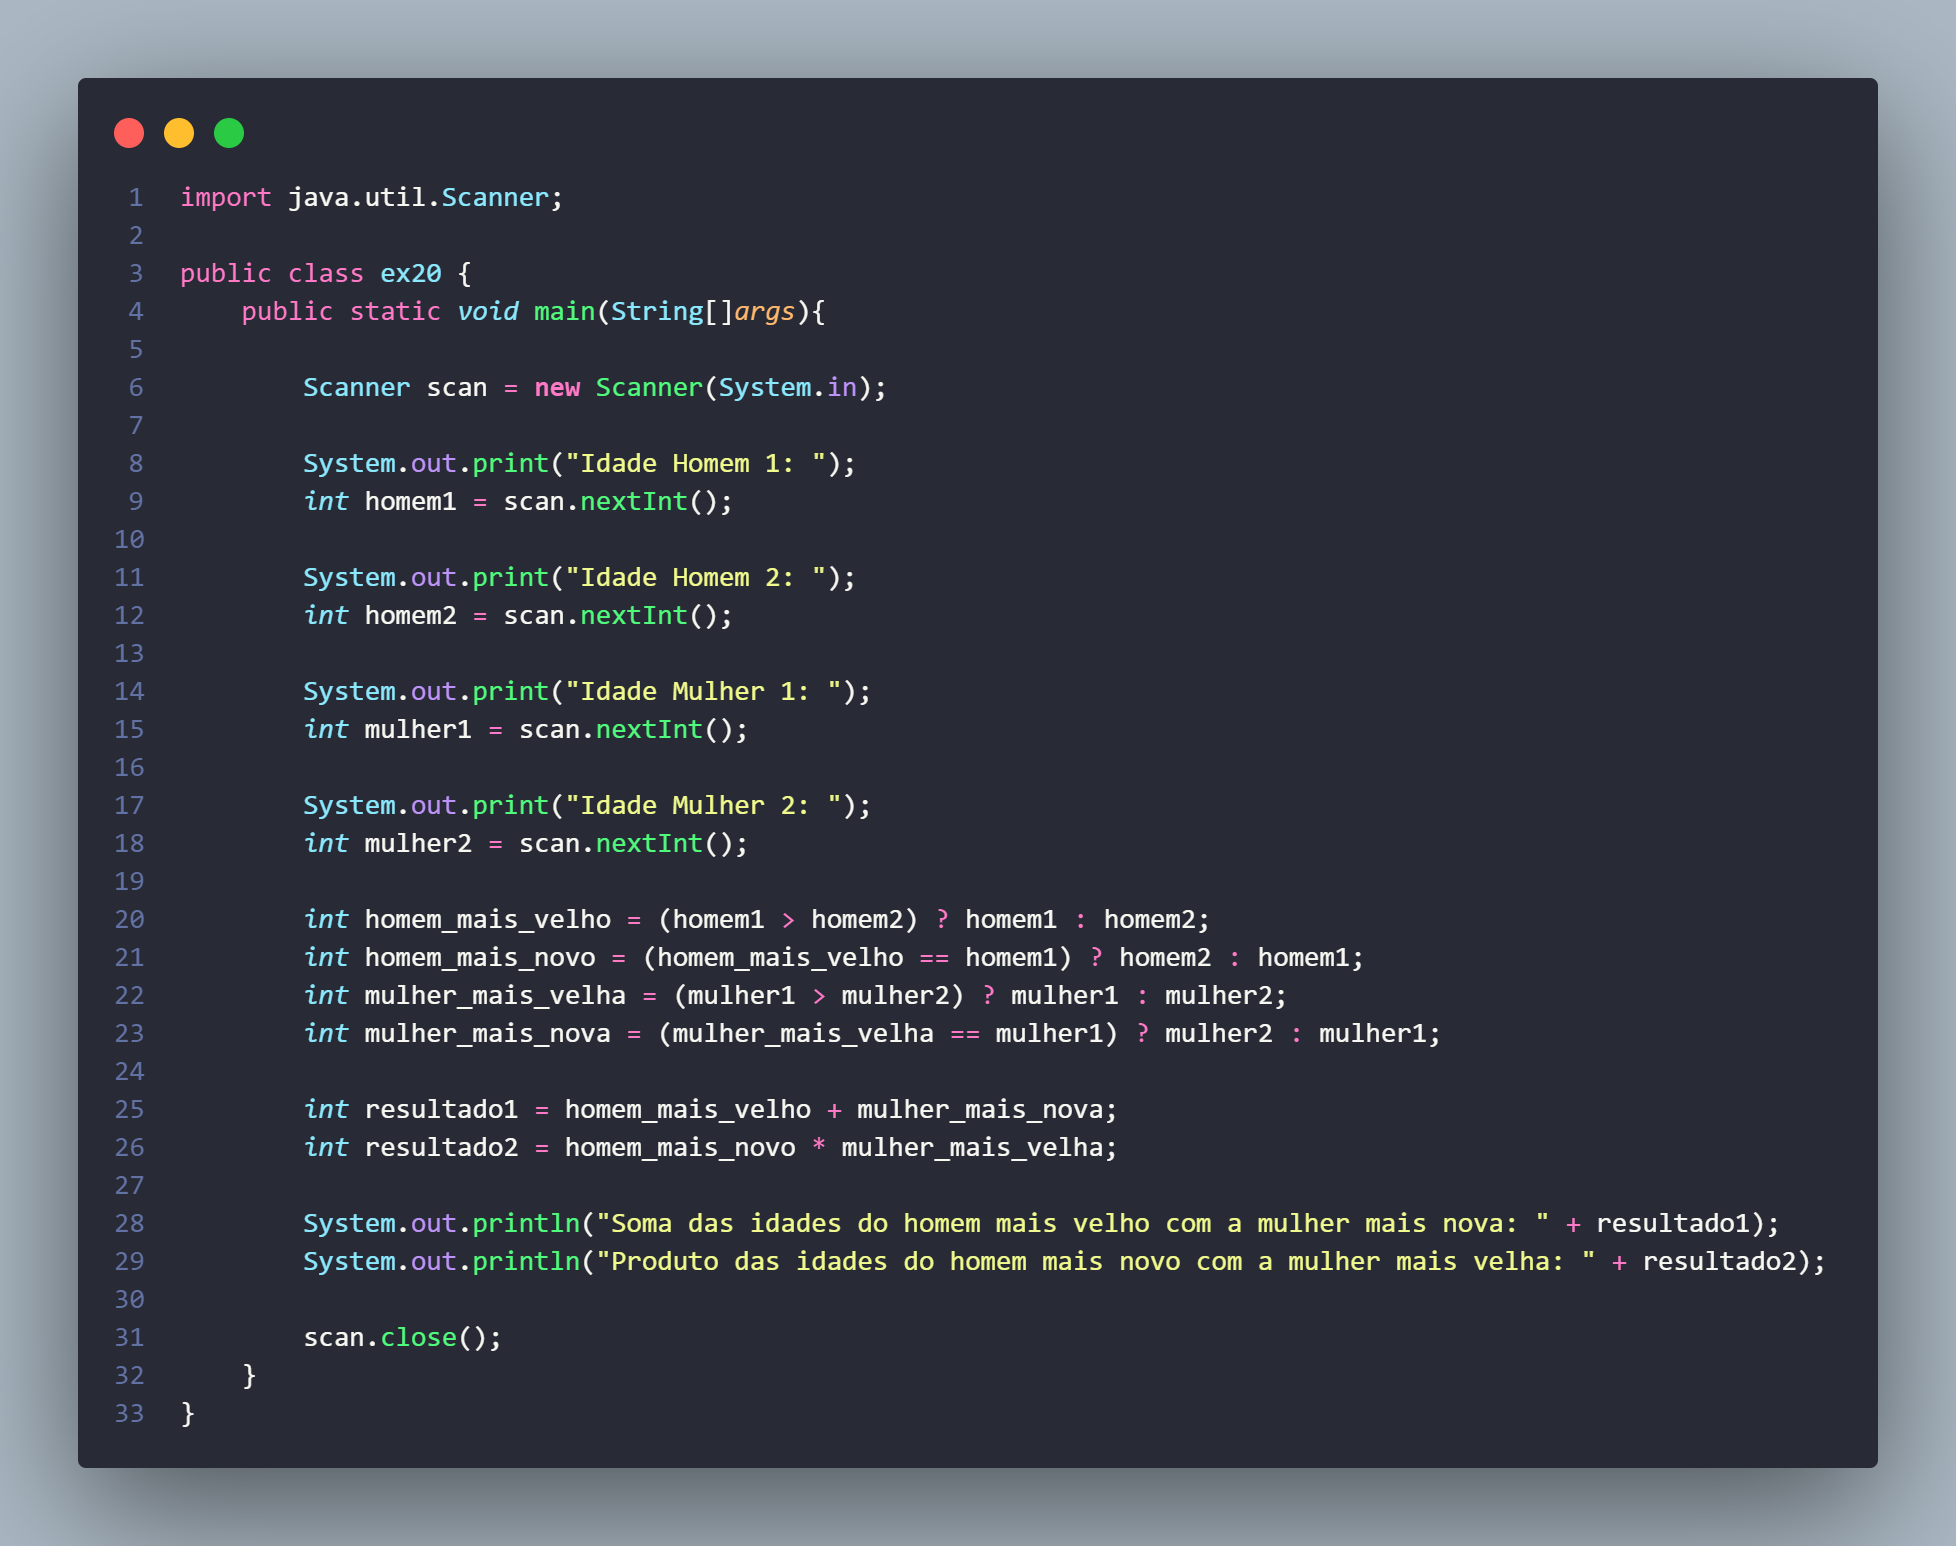 1 import java.util.Scanner;
2
3 public class ex20 {
4     public static void main(String[]args){
5
6         Scanner scan = new Scanner(System.in);
7
8         System.out.print("Idade Homem 1: ");
9         int homem1 = scan.nextInt();
10
11         System.out.print("Idade Homem 2: ");
12         int homem2 = scan.nextInt();
13
14         System.out.print("Idade Mulher 1: ");
15         int mulher1 = scan.nextInt();
16
17         System.out.print("Idade Mulher 2: ");
18         int mulher2 = scan.nextInt();
19
20         int homem_mais_velho = (homem1 > homem2) ? homem1 : homem2;
21         int homem_mais_novo = (homem_mais_velho == homem1) ? homem2 : homem1;
22         int mulher_mais_velha = (mulher1 > mulher2) ? mulher1 : mulher2;
23         int mulher_mais_nova = (mulher_mais_velha == mulher1) ? mulher2 : mulher1;
24
25         int resultado1 = homem_mais_velho + mulher_mais_nova;
26         int resultado2 = homem_mais_novo * mulher_mais_velha;
27
28         System.out.println("Soma das idades do homem mais velho com a mulher mais nova: " + resultado1);
29         System.out.println("Produto das idades do homem mais novo com a mulher mais velha: " + resultado2);
30
31         scan.close();
32     }
33 }